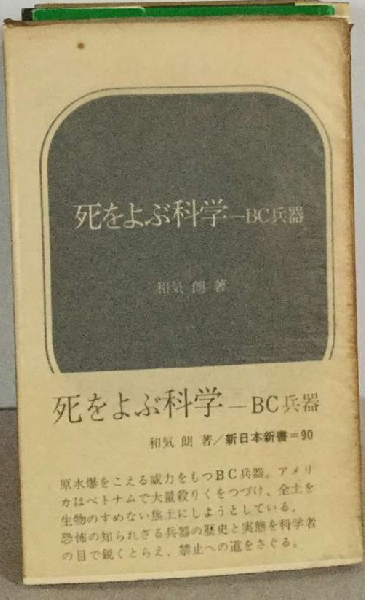 死をよぶ科学—BC兵器
和気 朗 著
死をよぶ科学—BC兵器
和気 朗 著/新日本新書=90
原水爆をこえる威力をもつBC兵器。アメリ
カはベトナムで大量殺りくをつづけ、全土を
生物のすめない焦土にしようとしている。
恐怖の知られざる兵器の歴史と実態を科学者
の目で鋭くとらえ、禁止への道をさぐる。